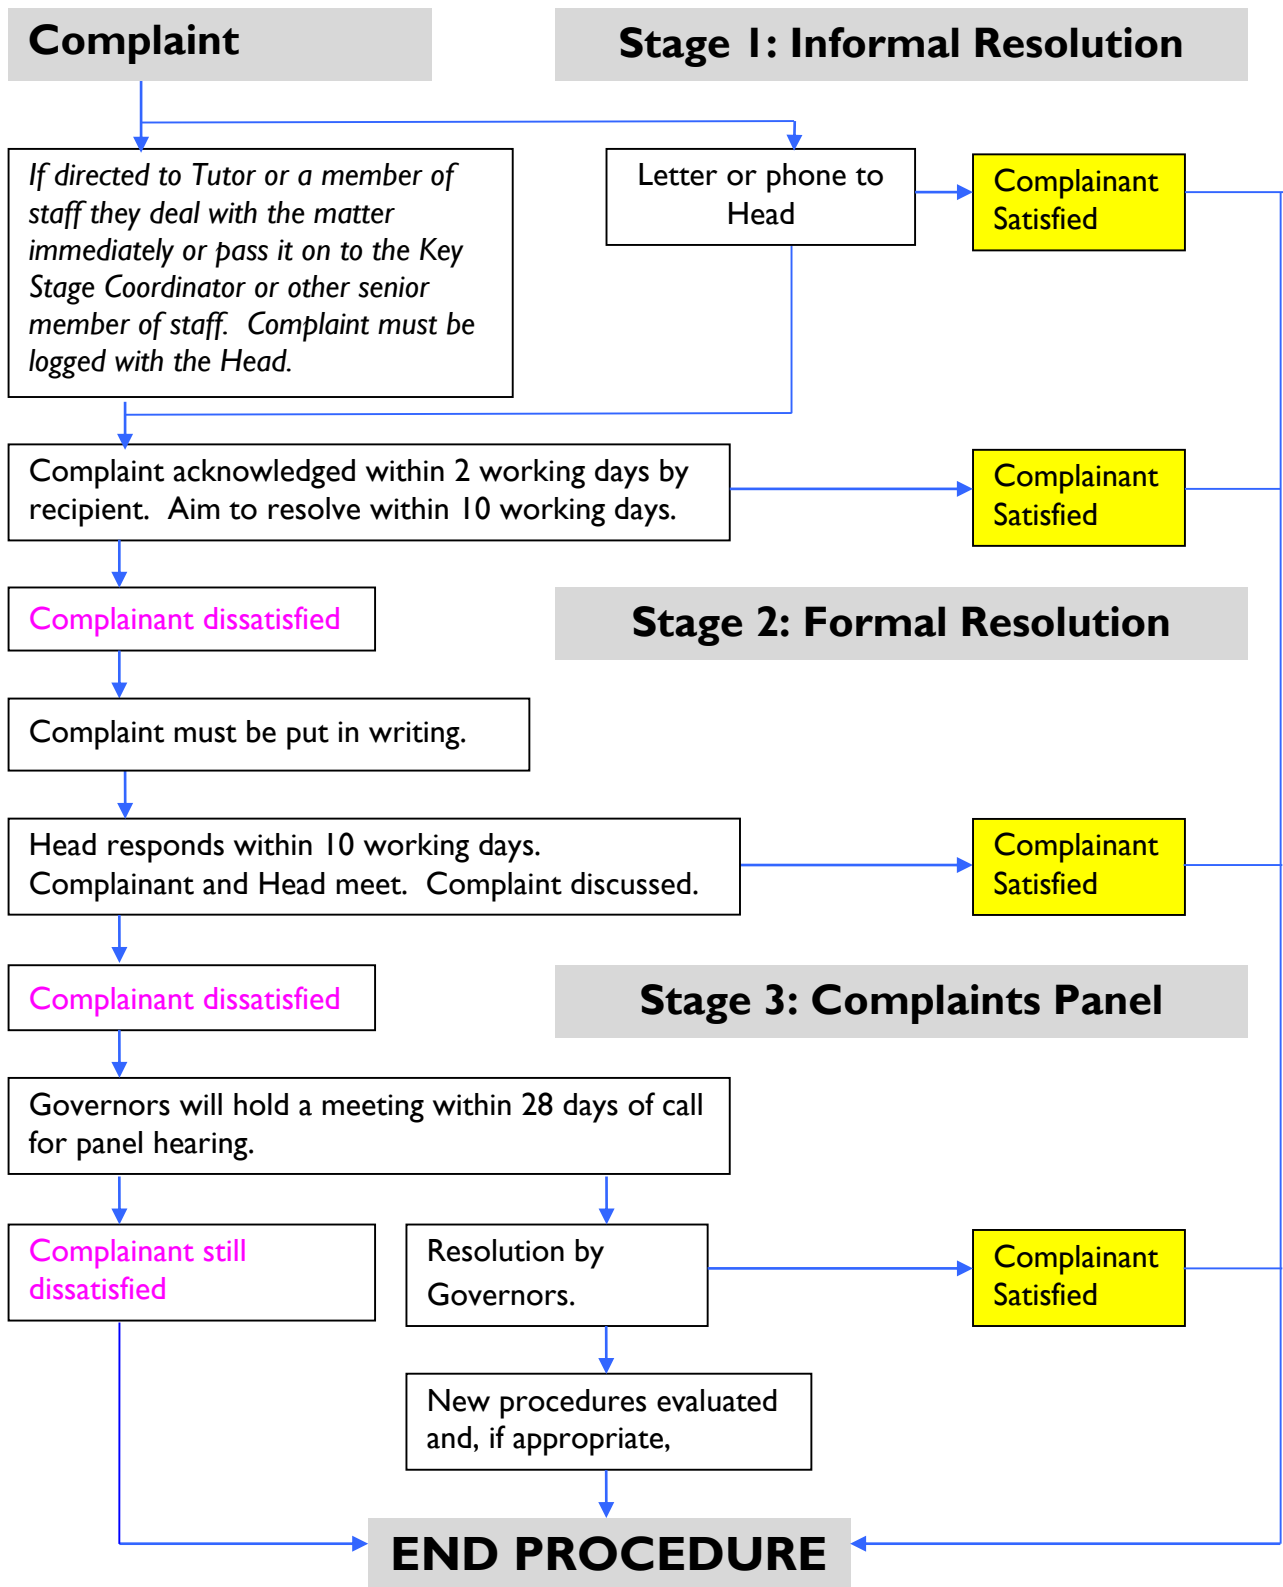 Complaint
Stage 1: Informal Resolution
If directed to Tutor or a member of
staff they deal with the matter
immediately or pass it on to the Key
Stage Coordinator or other senior
member of staff.  Complaint must be
logged with the Head.
Letter or phone to
Head
Complainant
Satisfied
Complaint acknowledged within 2 working days by
recipient.  Aim to resolve within 10 working days.
Complainant
Satisfied
Complainant dissatisfied
Stage 2: Formal Resolution
Complaint must be put in writing.
Head responds within 10 working days.
Complainant and Head meet.  Complaint discussed.
Complainant
Satisfied
Complainant dissatisfied
Stage 3: Complaints Panel
Governors will hold a meeting within 28 days of call
for panel hearing.
Complainant still
dissatisfied
Resolution by
Governors.
Complainant
Satisfied
New procedures evaluated
and, if appropriate,
END PROCEDURE